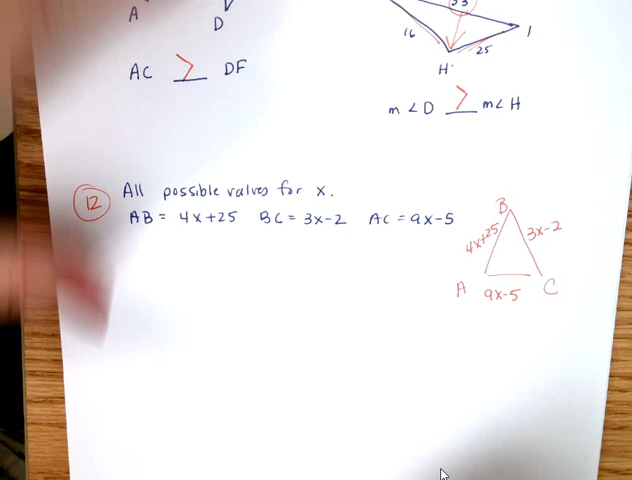 A
D
16
25
I
H
AC > DF
m<D > m<H
12 All possible valves for x.
AB = 4x+25 BC = 3x-2 AC = 9x-5
B
4x+25
3x-2
A
9x-5
C